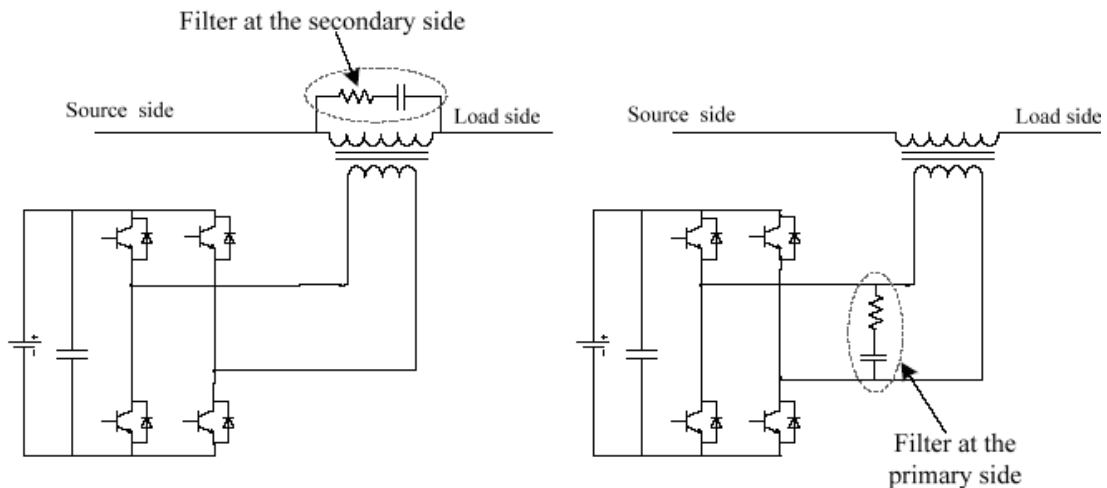 Filter at the secondary side
Source side
Load side
Source side
Load side
Filter at the
primary side